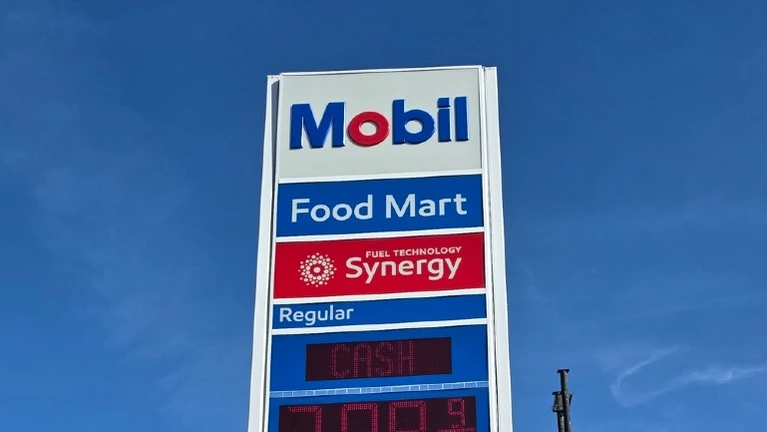 Mobil
Food Mart
FUEL TECHNOLOGY
Synergy
Regular
CASH